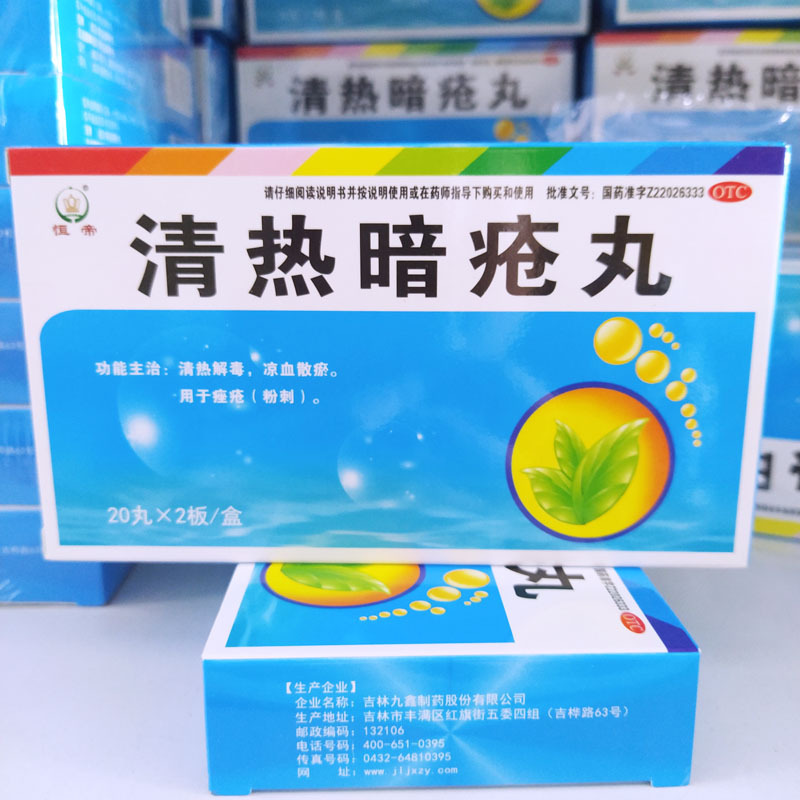 清热暗疮丸
清热暗疮丸
请仔细阅读说明书并按说明使用或在药师指导下购买和使用 批准文号：国药准字Z22026333 OTC
恒帝
清热暗疮丸
功能主治：清热解毒，凉血散瘀。
用于痤疮（粉刺）。
20丸×2板/盒
丸
OTC
【生产企业】
企业名称：吉林九鑫制药股份有限公司
生产地址：吉林市丰满区红旗街五委四组（吉桦路63号）
邮政编码：132106
电话号码：400-651-0395
传真号码：0432-64810395
网 址：www.jljxzy.com